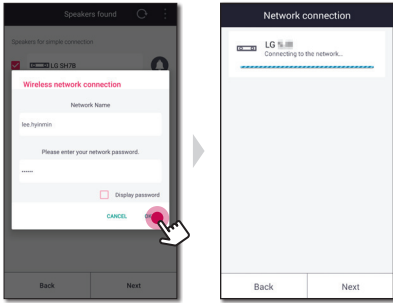 Speakers found
Speakers for simple connection
LG SH7B
Wireless network connection
Network Name
lee.hyinmin
Please enter your network password.
······
Display password
CANCEL
Back
Next
Network connection
LG
Connecting to the network...
Back
Next